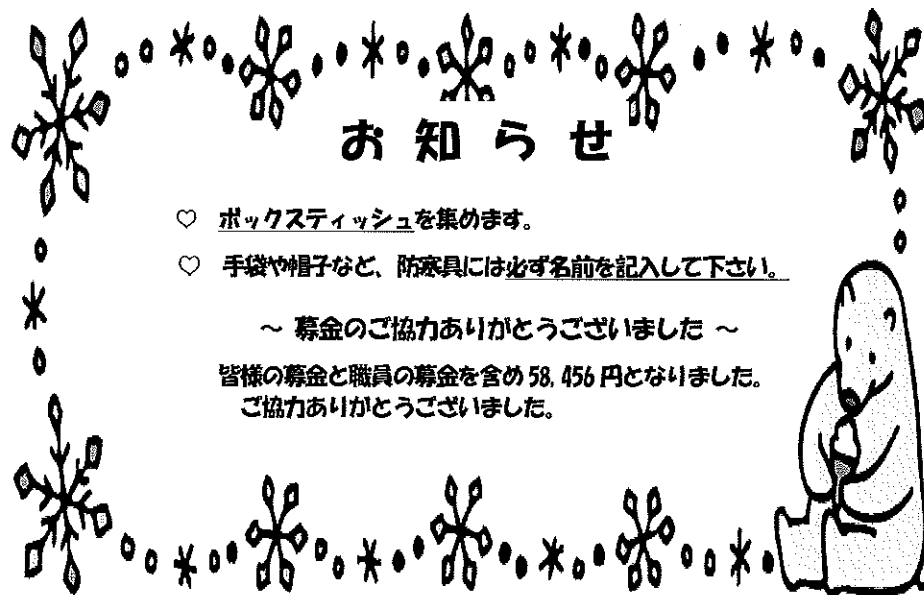 お知らせ
♡ ボックスティッシュを集めます。
♡ 手袋や帽子など、防寒具には必ず名前を記入して下さい。
～ 募金のご協力ありがとうございました ～
皆様の募金と職員の募金を含め 58,456 円となりました。
ご協力ありがとうございました。